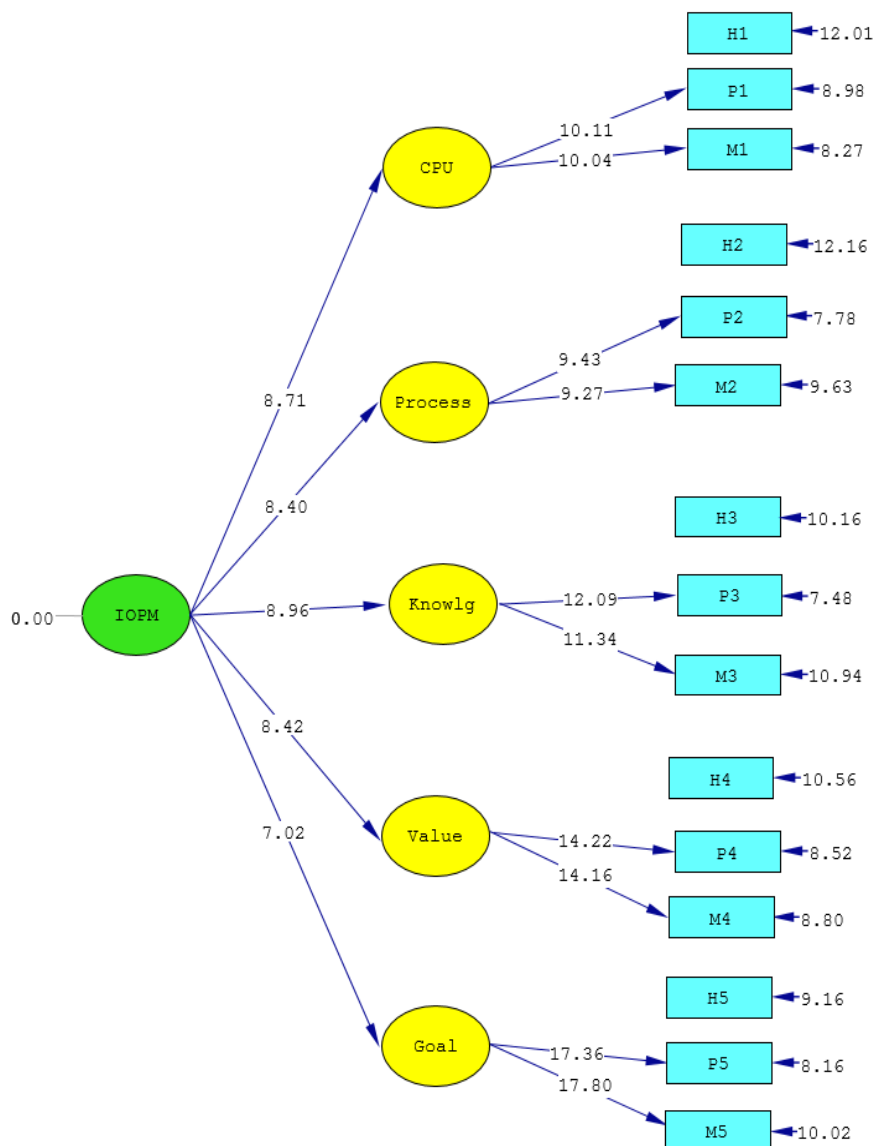 H1
12.01
P1
8.98
10.11
M1
8.27
10.04
CPU
H2
12.16
P2
7.78
9.43
M2
9.63
9.27
Process
8.71
8.40
H3
10.16
P3
7.48
12.09
Knowlg
8.96
IOPM
0.00
11.34
M3
10.94
8.42
H4
10.56
7.02
Value
14.22
P4
8.52
14.16
M4
8.80
H5
9.16
Goal
17.36
P5
8.16
17.80
M5
10.02